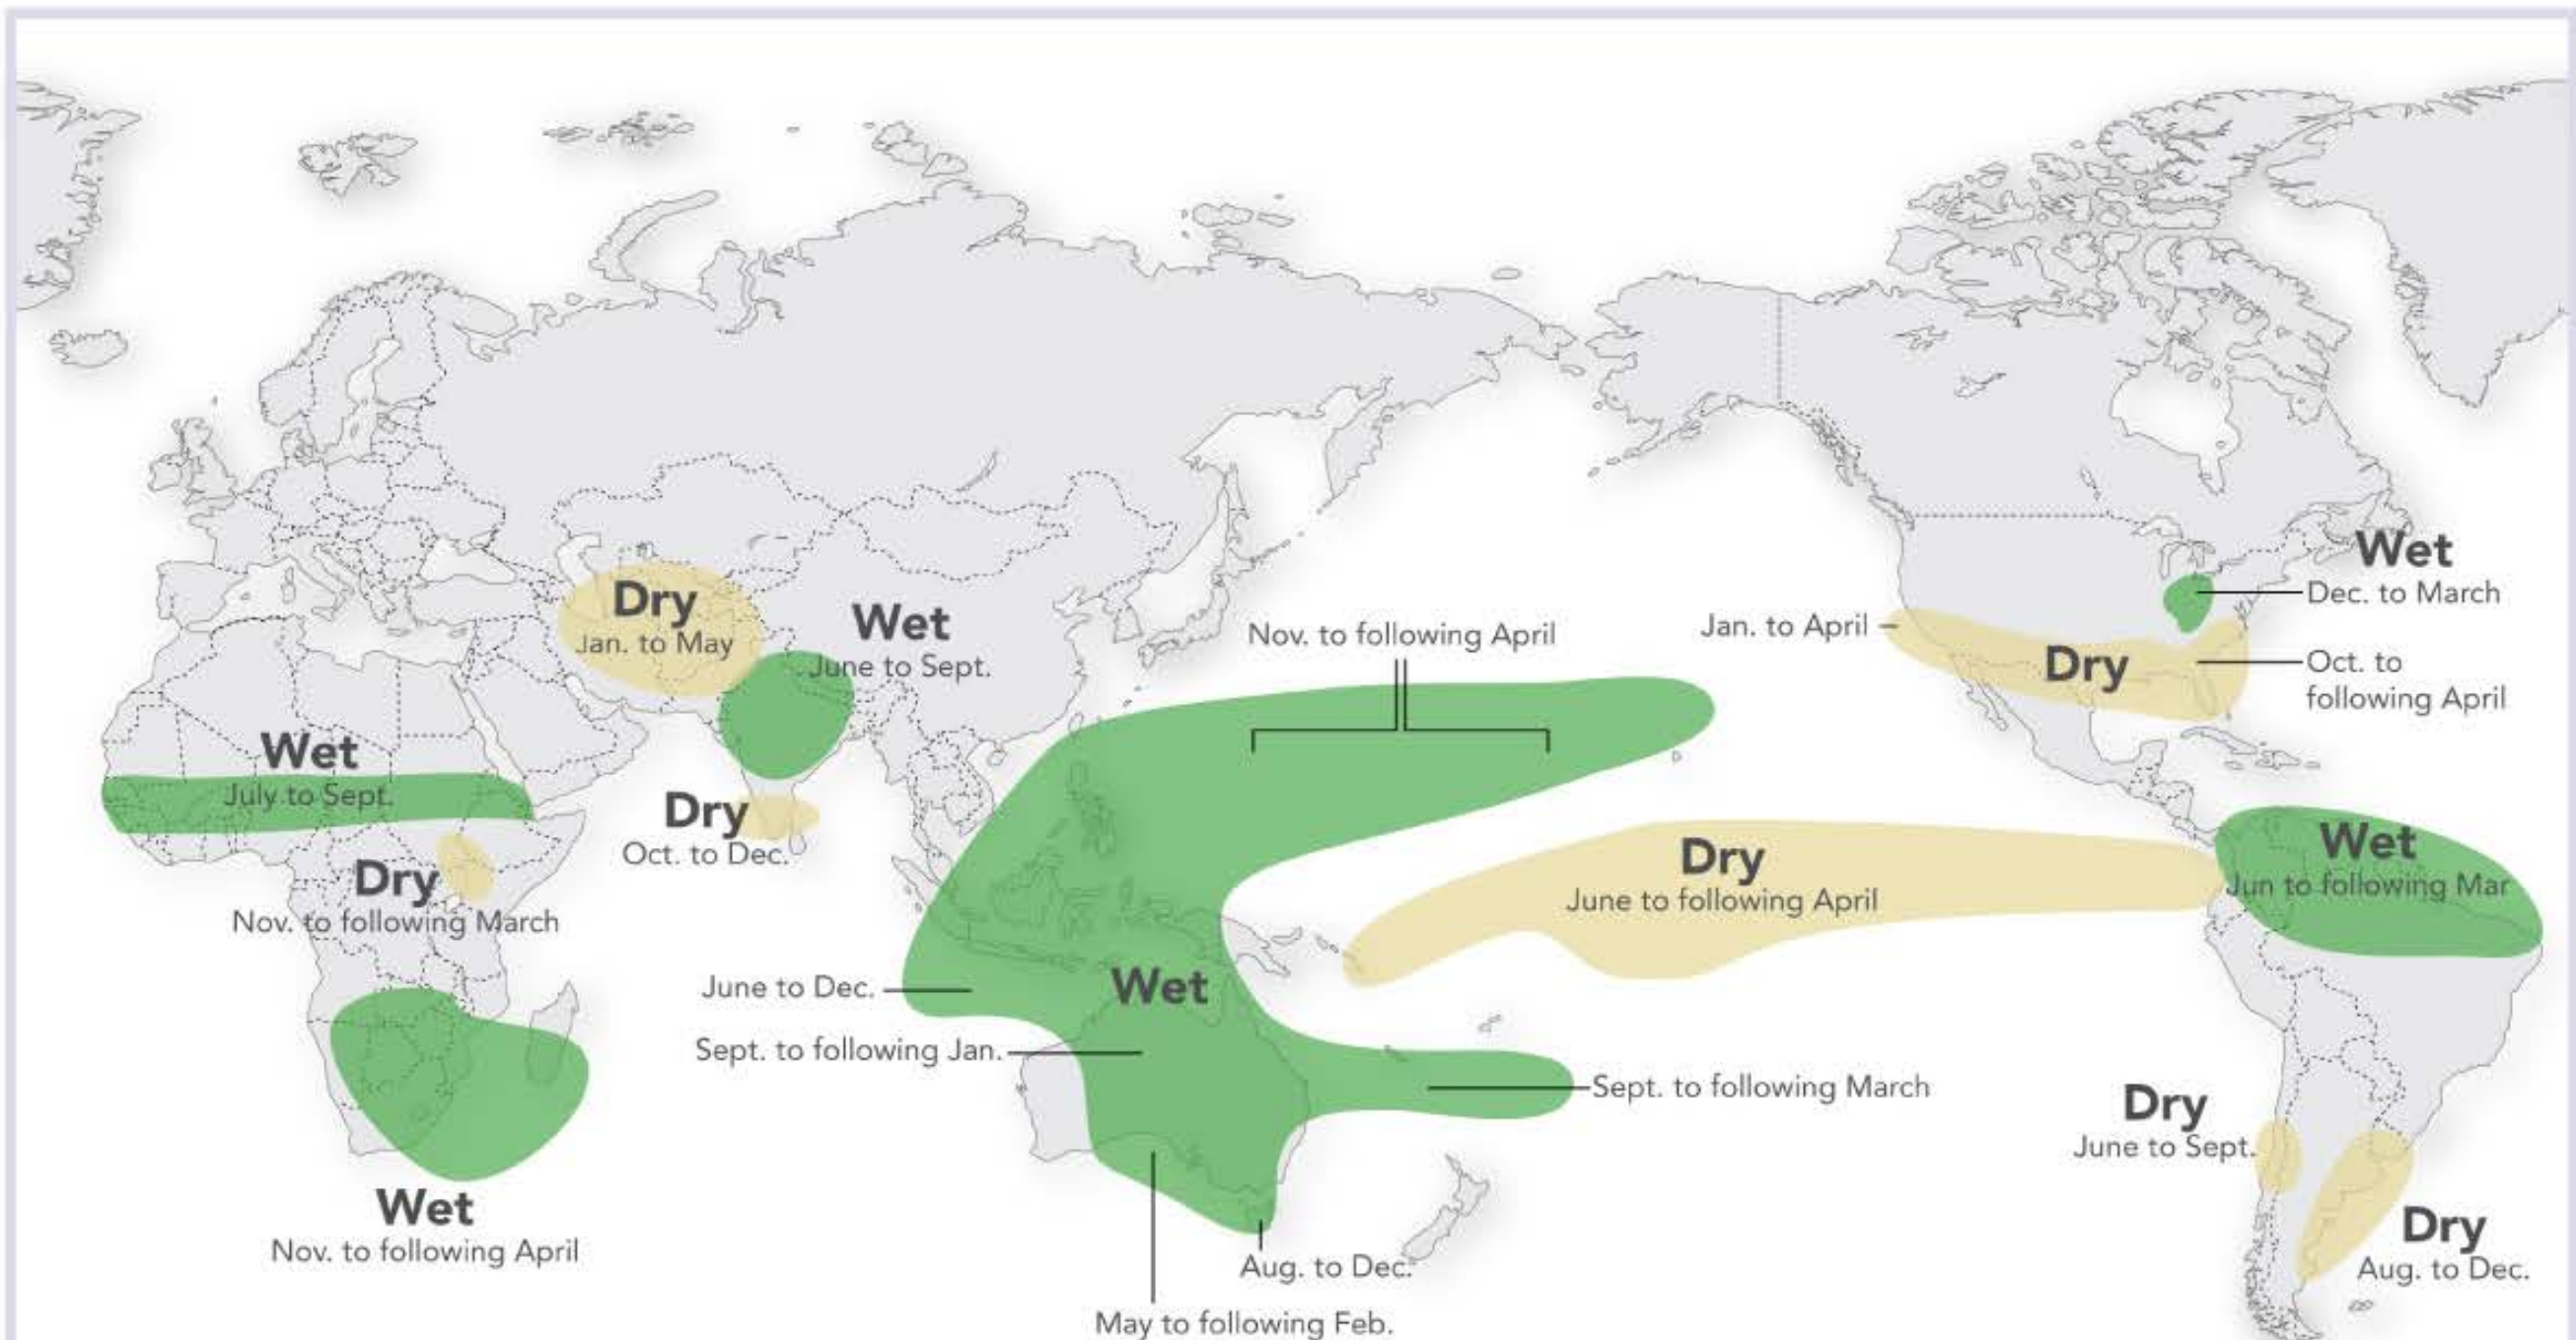 Wet
Dec. to March
Dry
Jan. to May
Wet
June to Sept.
Nov. to following April
Jan. to April
Dry
Oct. to
following April
Wet
July to Sept.
Dry
Oct. to Dec.
Dry
Nov. to following March
Dry
June to following April
Wet
Jun to following Mar
June to Dec.
Wet
Sept. to following Jan.
Sept. to following March
Dry
June to Sept.
Wet
Nov. to following April
Dry
Aug. to Dec.
Aug. to Dec.
May to following Feb.